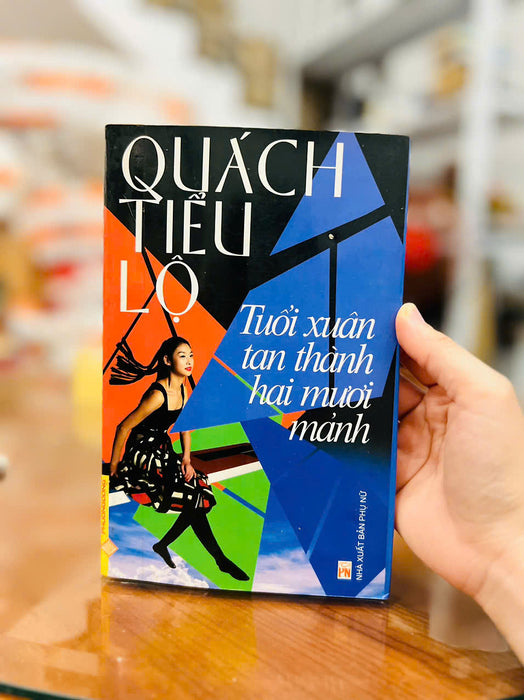 QUÁCH
TIỂU
LỘ
Tuổi xuân
tan thành
hai mươi
mảnh
NHÀ XUẤT BẢN PHỤ NỮ
PN